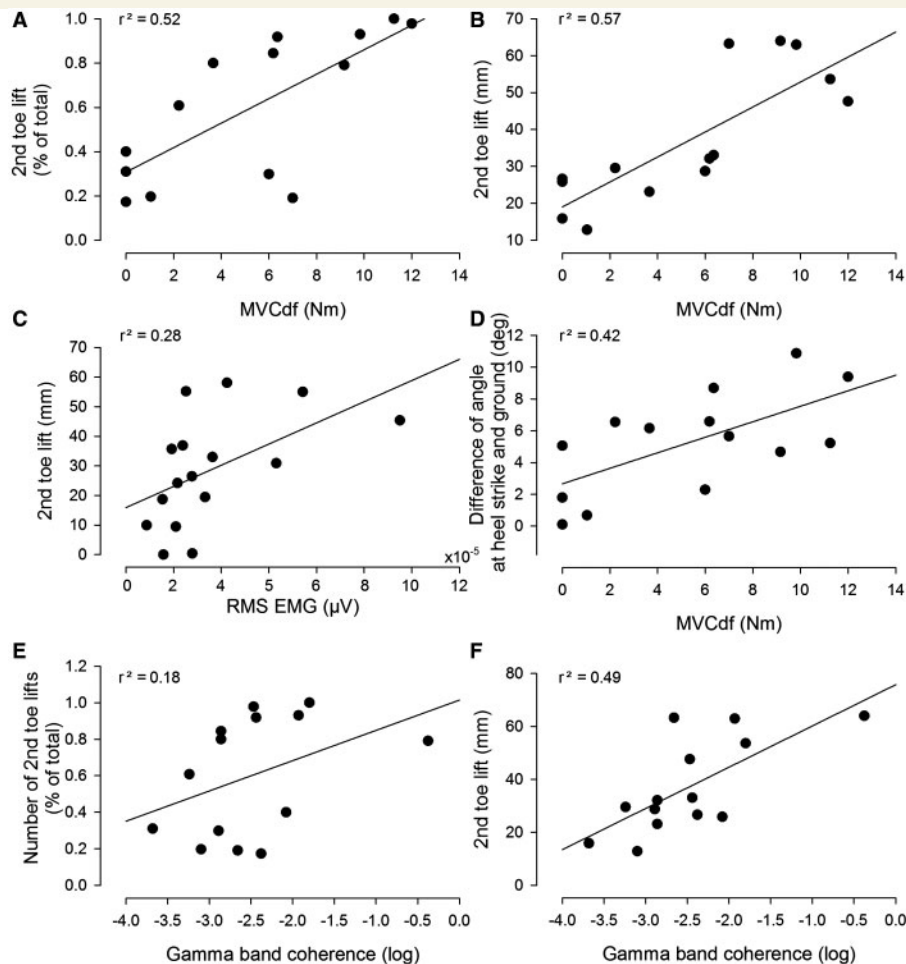 A
r² = 0.52
2nd toe lift
(% of total)
1.0
0.8
0.6
0.4
0.2
0.0
0 2 4 6 8 10 12 14
MVCdf (Nm)
B
r² = 0.57
2nd toe lift (mm)
70
60
50
40
30
20
10
0 2 4 6 8 10 12 14
MVCdf (Nm)
C
r² = 0.28
2nd toe lift (mm)
70
60
50
40
30
20
10
0
x10⁻⁵
0 2 4 6 8 10 12
RMS EMG (µV)
D
r² = 0.42
Difference of angle
at heel strike and ground (deg)
12
10
8
6
4
2
0
0 2 4 6 8 10 12 14
MVCdf (Nm)
E
r² = 0.18
Number of 2nd toe lifts
(% of total)
1.2
1.0
0.8
0.6
0.4
0.2
0.0
-4.0 -3.5 -3.0 -2.5 -2.0 -1.5 -1.0 -0.5 0.0
Gamma band coherence (log)
F
r² = 0.49
2nd toe lift (mm)
80
60
40
20
0
-4.0 -3.5 -3.0 -2.5 -2.0 -1.5 -1.0 -0.5 0.0
Gamma band coherence (log)